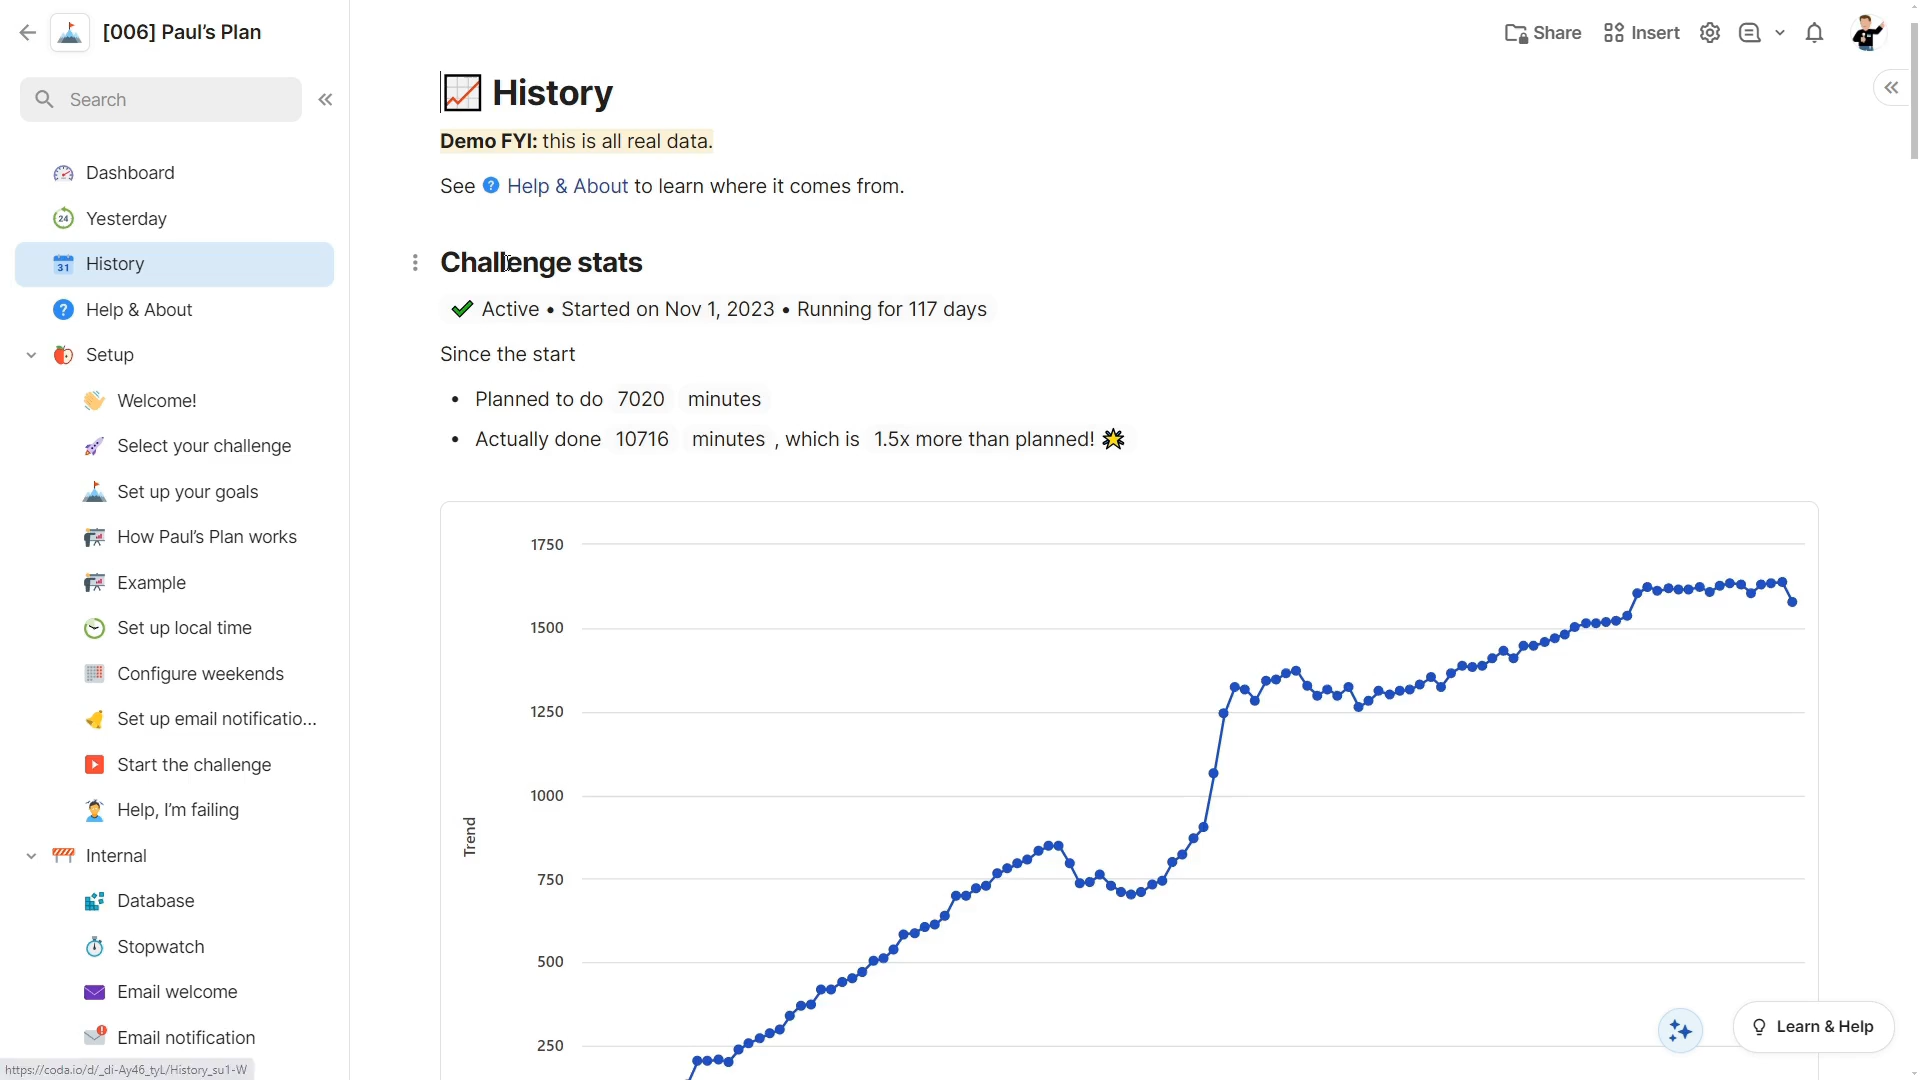 [006] Paul's Plan
Share
Insert
Search
Dashboard
24
Yesterday
31
History
Help & About
Setup
Welcome!
Select your challenge
Set up your goals
How Paul's Plan works
Example
Set up local time
Configure weekends
Set up email notificatio...
Start the challenge
Help, I'm failing
Internal
Database
Stopwatch
Email welcome
Email notification
https://coda.io/d/_di-Ay46_tyL/History_su1-W
History
Demo FYI: this is all real data.
See ? Help & About to learn where it comes from.
Challenge stats
Active • Started on Nov 1, 2023 • Running for 117 days
Since the start
• Planned to do 7020 minutes
• Actually done 10716 minutes , which is 1.5x more than planned!
1750
1500
1250
1000
750
500
250
Trend
Learn & Help